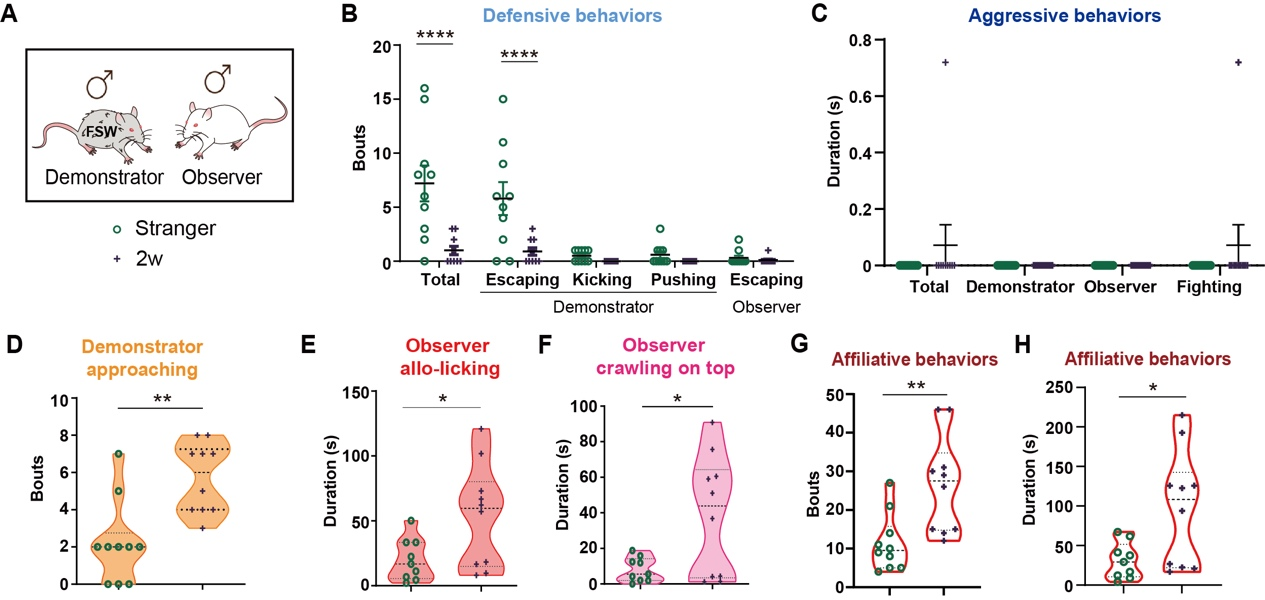 A
FSW
Demonstrator Observer
Stranger
2w
B
Defensive behaviors
****
****
Bouts
20
15
10
5
0
Total Escaping Kicking Pushing Escaping
Demonstrator Observer
C
Aggressive behaviors
Duration (s)
0.8
0.6
0.4
0.2
0
Total Demonstrator Observer Fighting
D
Demonstrator
approaching
**
Bouts
10
8
6
4
2
0
E
Observer
allo-licking
*
Duration (s)
150
100
50
0
F
Observer
crawling on top
*
Duration (s)
100
80
60
40
20
0
G
Affiliative behaviors
**
Bouts
50
40
30
20
10
0
H
Affiliative behaviors
*
Duration (s)
250
200
150
100
50
0